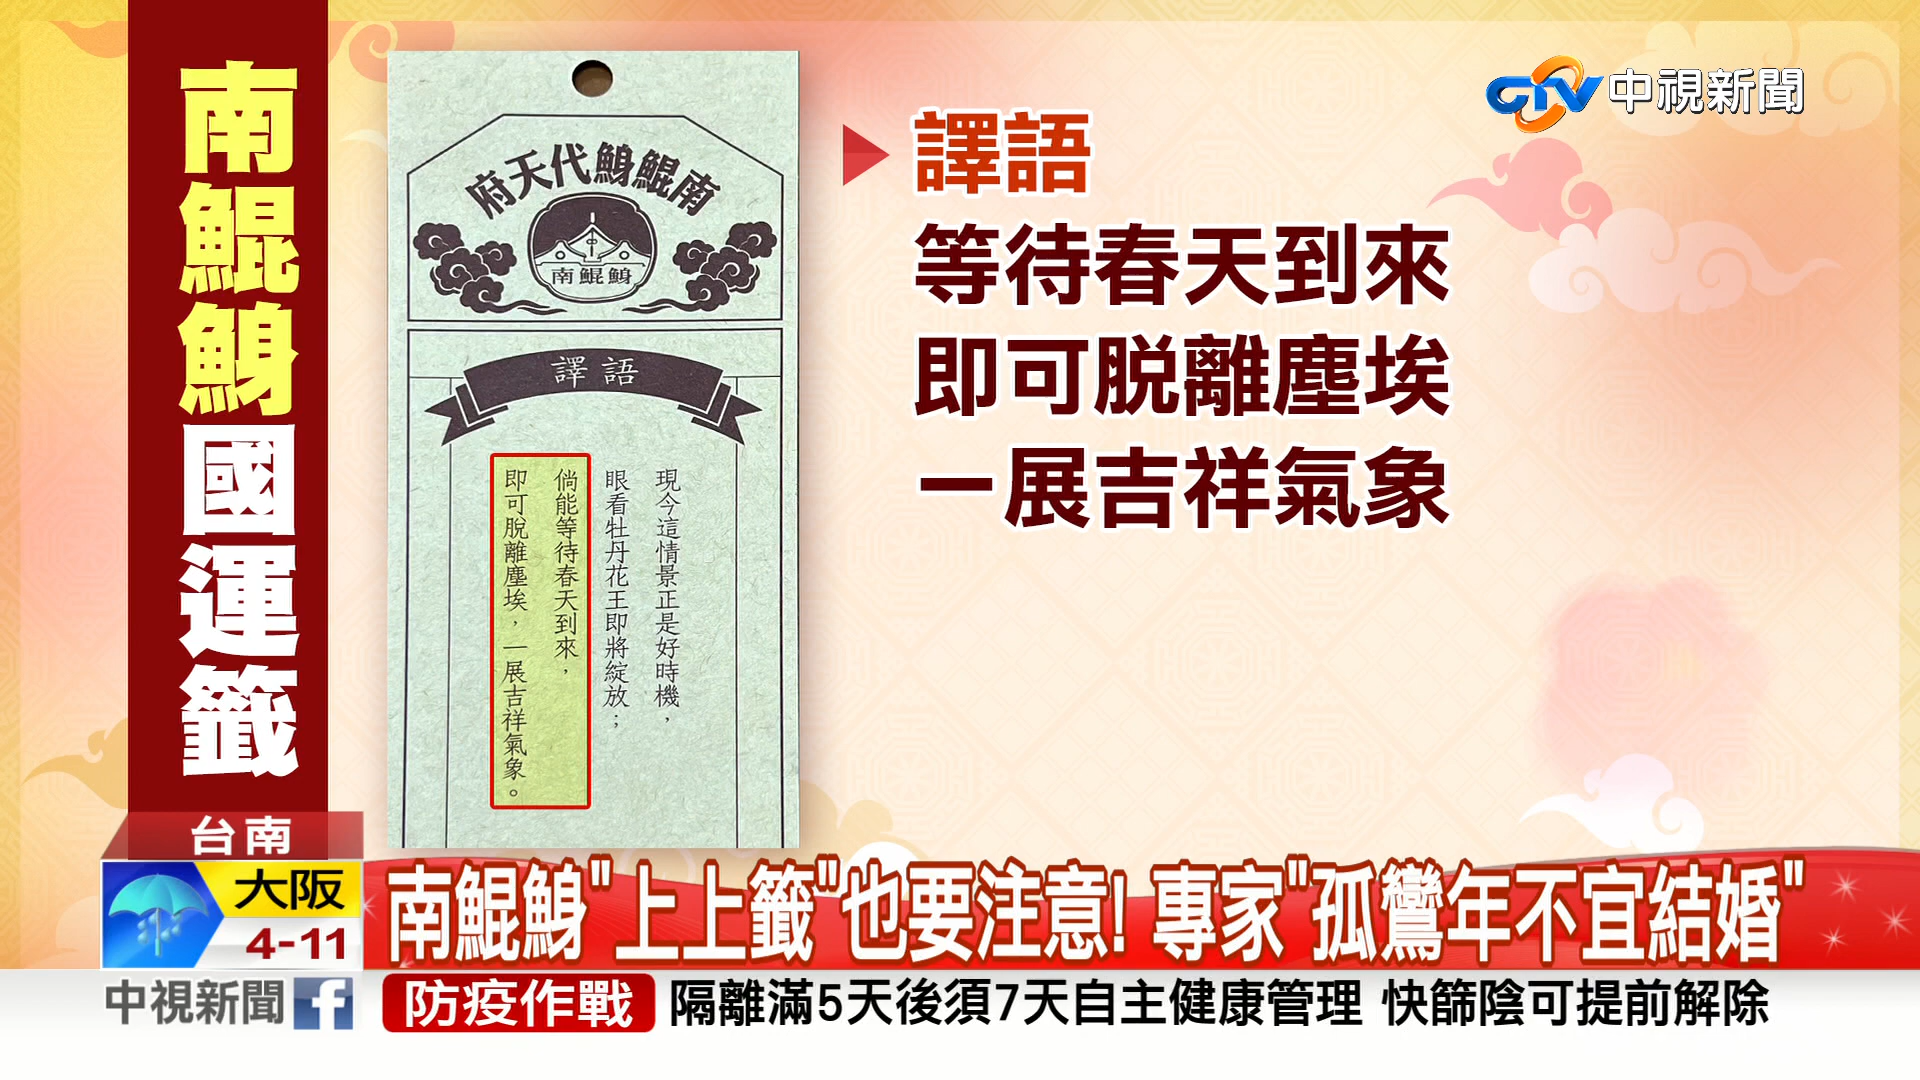 南鯤鯓國運籤
府天代鯓鯤南
南鯤鯓
譯語
現今這情景正是好時機，
眼看牡丹花王即將綻放；
倘能等待春天到來，
即可脫離塵埃，一展吉祥氣象。
CTV中視新聞
譯語
等待春天到來
即可脫離塵埃
一展吉祥氣象
台南
大阪
4-11
南鯤鯓"上上籤"也要注意! 專家"孤鸞年不宜結婚"
中視新聞 f
防疫作戰 隔離滿5天後須7天自主健康管理 快篩陰可提前解除